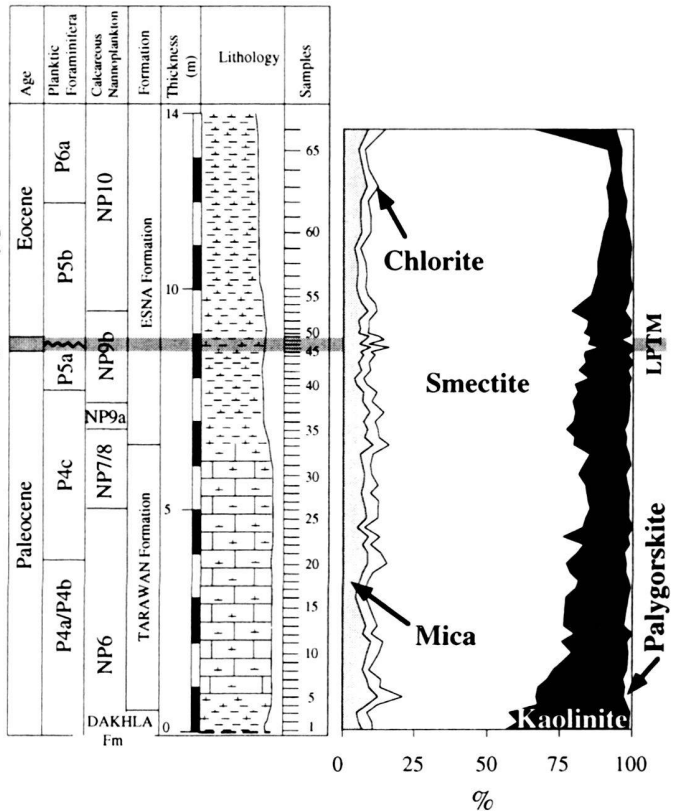 Age
Planktic
Foraminifera
Calcareous
Nannoplankton
Formation
Thickness
(m)
Lithology
Samples
Eocene
Paleocene
P6a
P5b
P5a
P4c
P4a/P4b
NP10
NP9b
NP9a
NP7/8
NP6
ESNA Formation
TARAWAN Formation
DAKHLA
Fm
14
10
5
0
65
60
55
50
45
40
35
30
25
20
15
10
5
1
Chlorite
Smectite
Mica
Kaolinite
Palygorskite
LPTM
0 25 50 75 100
%